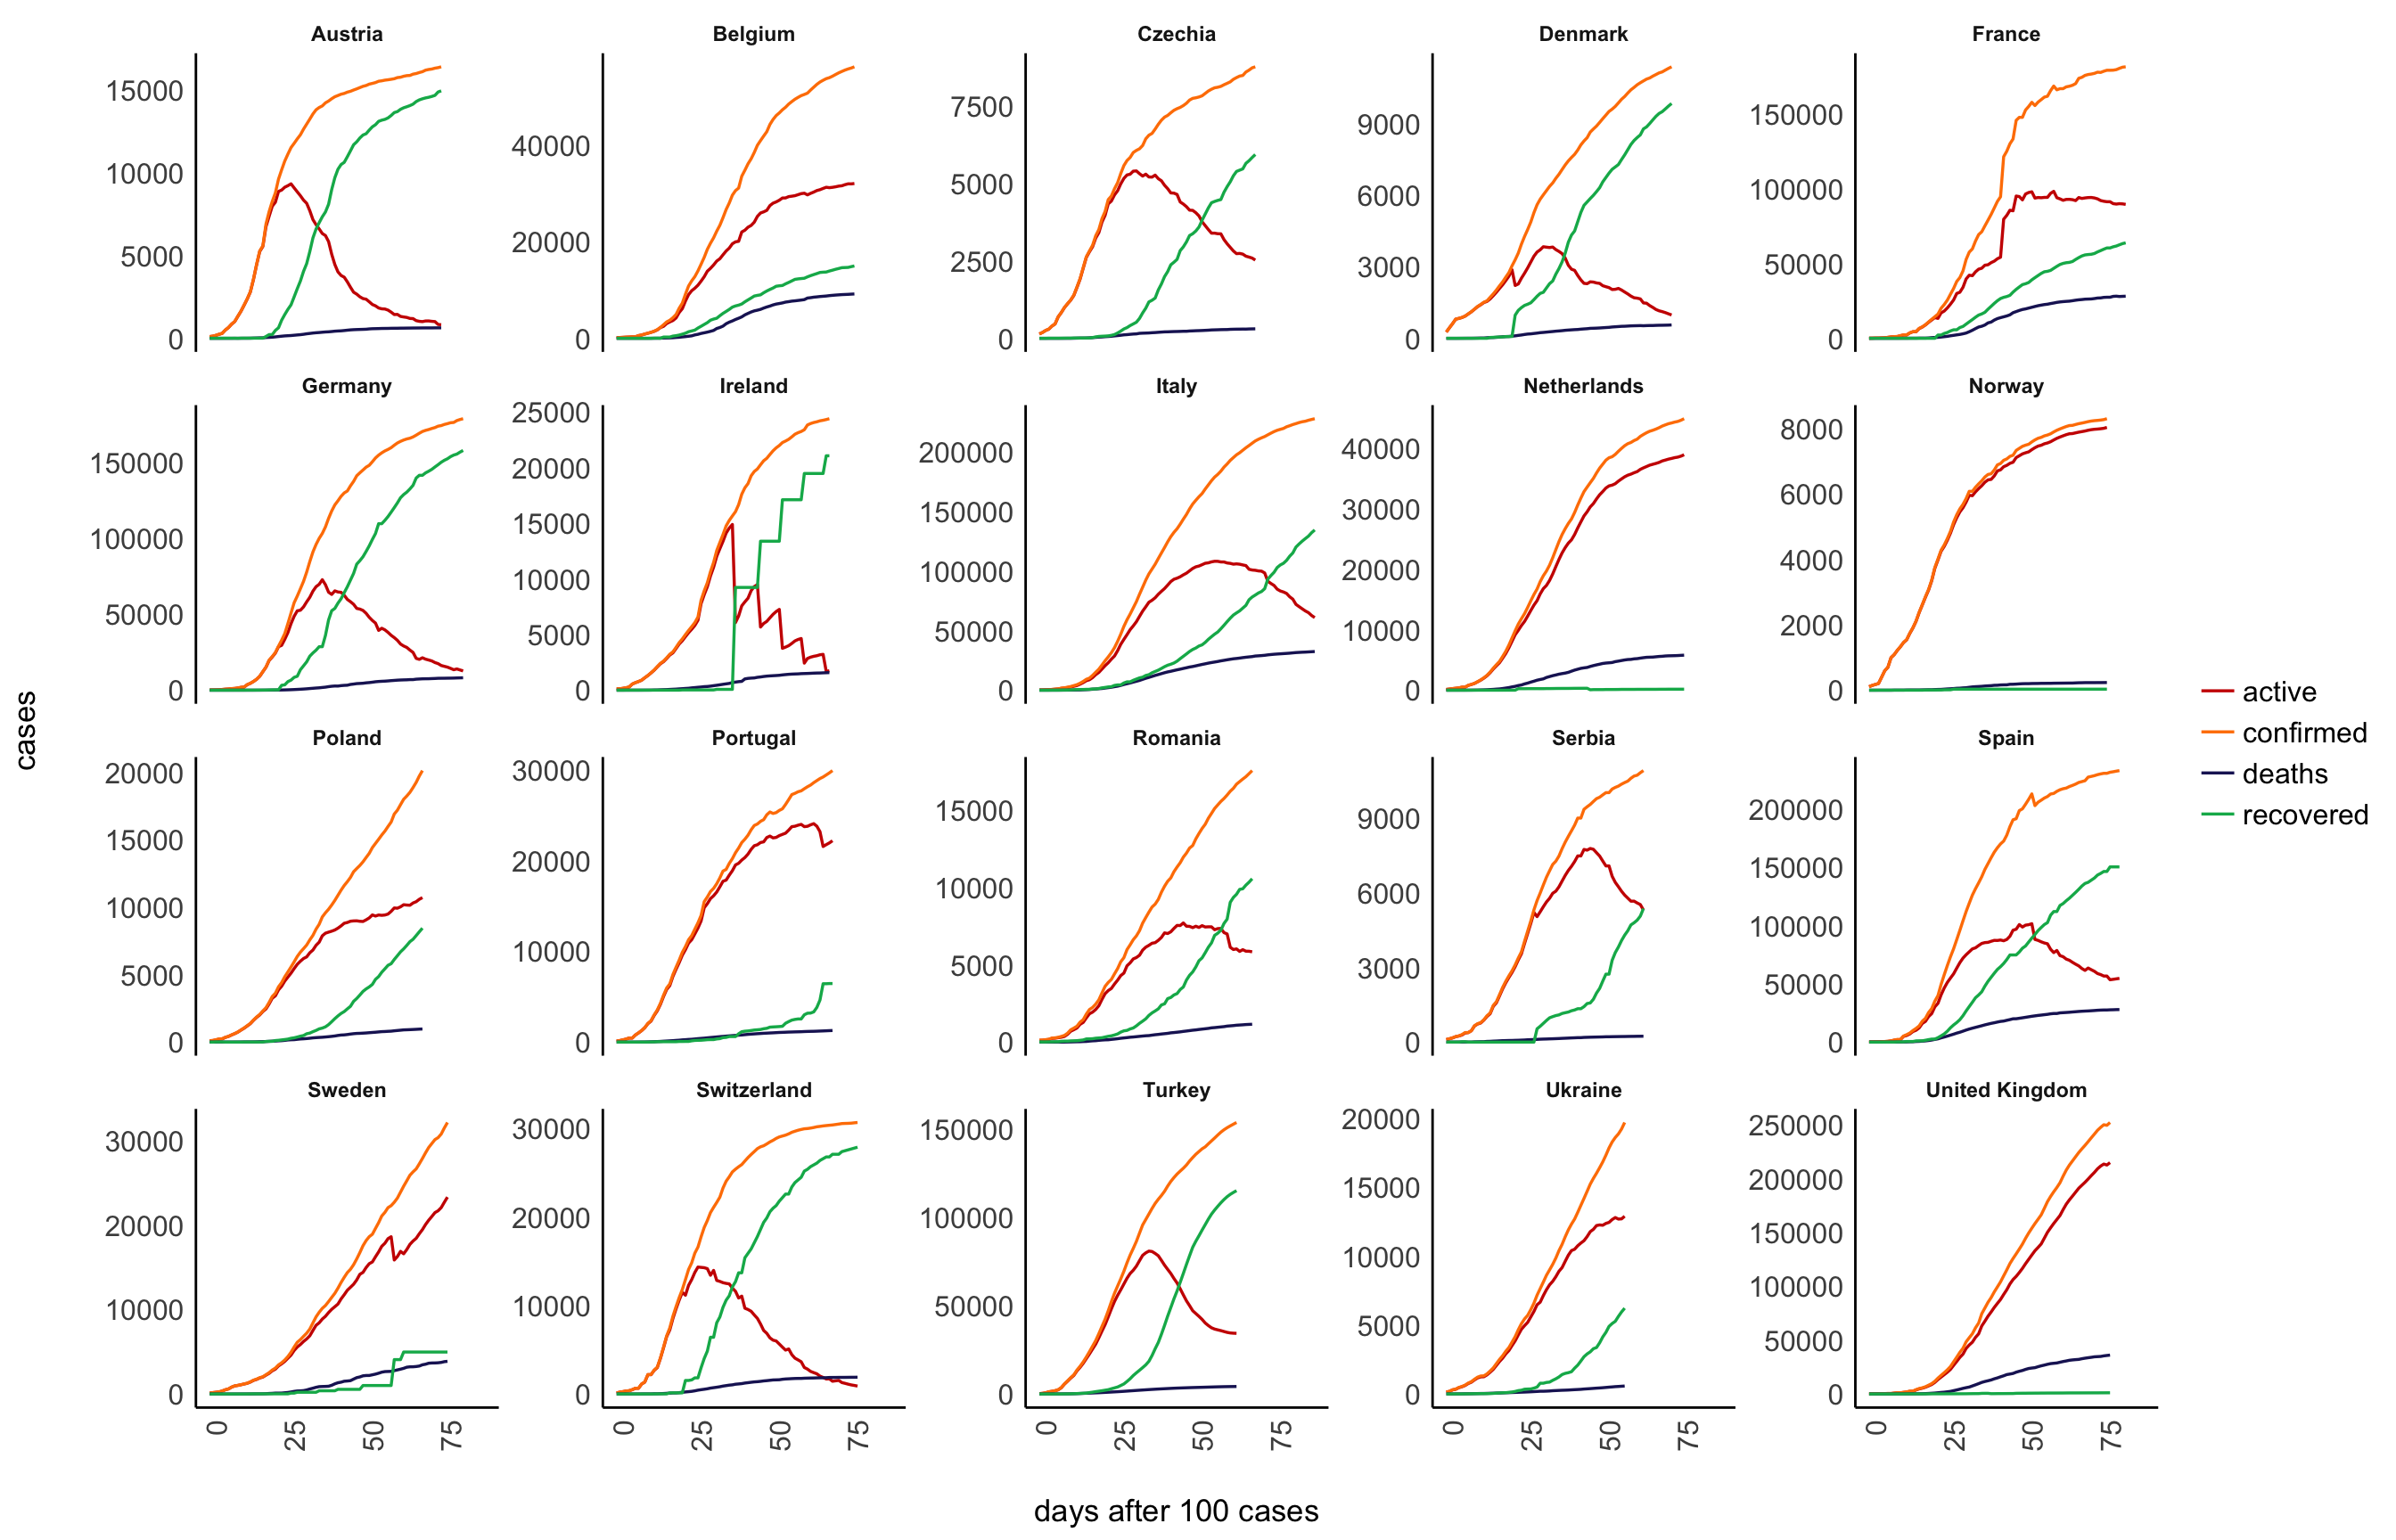 Austria
Belgium
Czechia
Denmark
France
15000
10000
5000
0
40000
20000
0
7500
5000
2500
0
9000
6000
3000
0
150000
100000
50000
0
Germany
Ireland
Italy
Netherlands
Norway
150000
100000
50000
0
25000
20000
15000
10000
5000
0
200000
150000
100000
50000
0
40000
30000
20000
10000
0
8000
6000
4000
2000
0
Poland
Portugal
Romania
Serbia
Spain
20000
15000
10000
5000
0
30000
20000
10000
0
15000
10000
5000
0
9000
6000
3000
0
200000
150000
100000
50000
0
Sweden
Switzerland
Turkey
Ukraine
United Kingdom
30000
20000
10000
0
30000
20000
10000
0
150000
100000
50000
0
20000
15000
10000
5000
0
250000
200000
150000
100000
50000
0
0 25 50 75
0 25 50 75
0 25 50 75
0 25 50 75
0 25 50 75
days after 100 cases
cases
active
confirmed
deaths
recovered